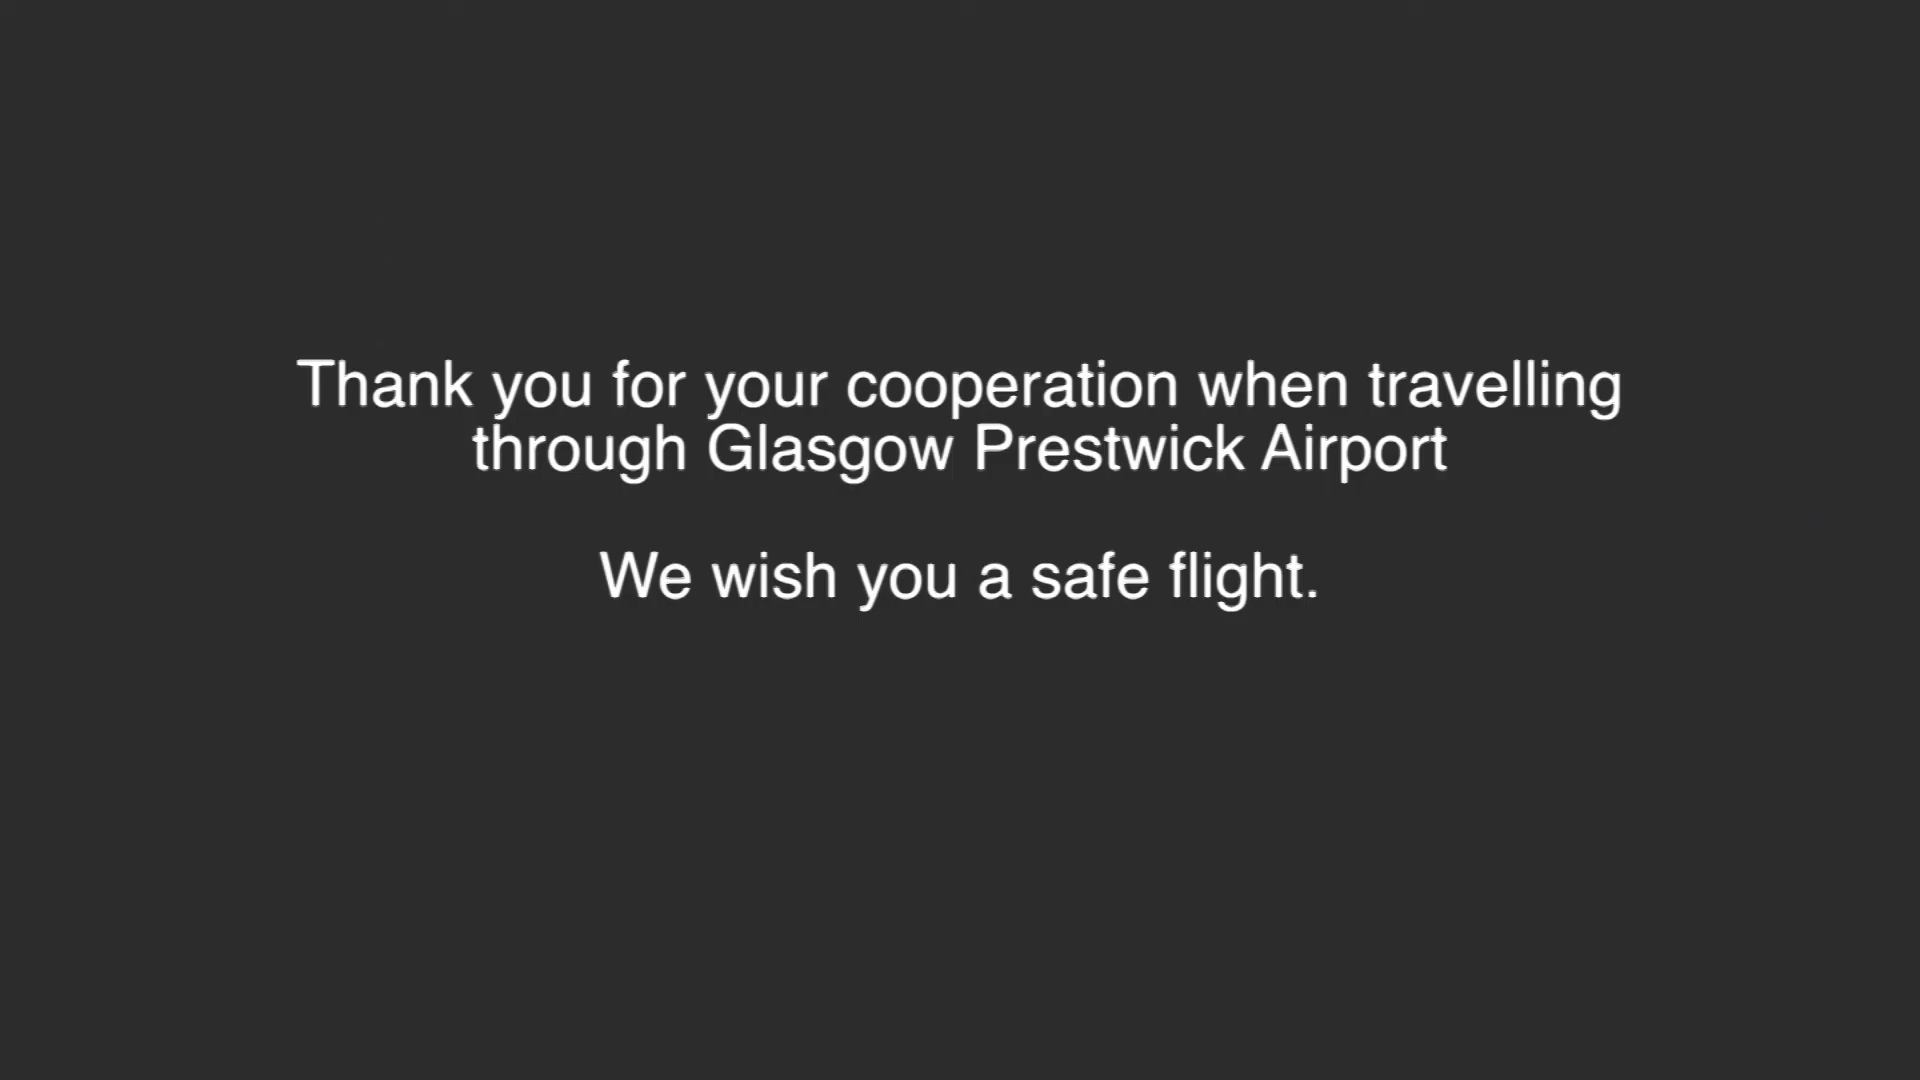 Thank you for your cooperation when travelling
through Glasgow Prestwick Airport
We wish you a safe flight.